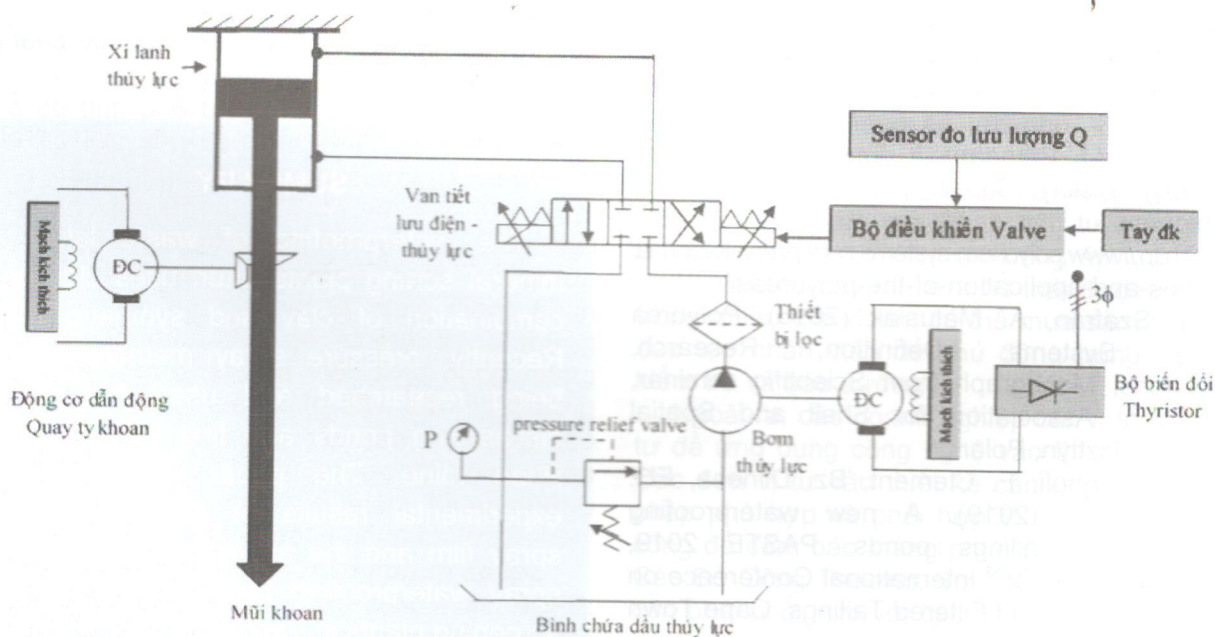 Xi lanh
thủy lực
Sensor đo lưu lượng Q
Van tiết
lưu điện -
thủy lực
Bộ điều khiển Valve
Tay đk
Mạch kích thích
ĐC
3ϕ
Thiết
bị lọc
Động cơ dẫn động
Quay ty khoan
ĐC
Mạch kích thích
Bộ biến đổi
Thyristor
pressure relief valve
P
Bơm
thủy lực
Mũi khoan
Bình chứa dầu thủy lực